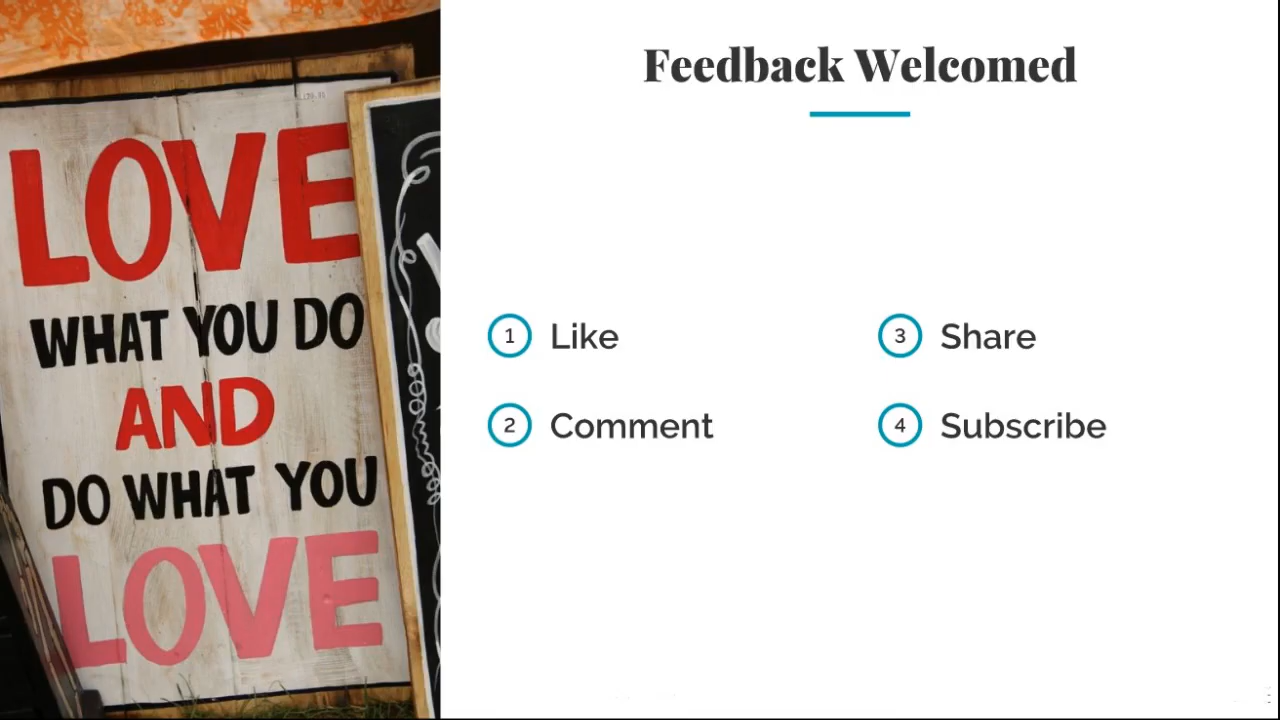 LOVE
WHAT YOU DO
AND
DO WHAT YOU
LOVE
Feedback Welcomed
1 Like
2 Comment
3 Share
4 Subscribe